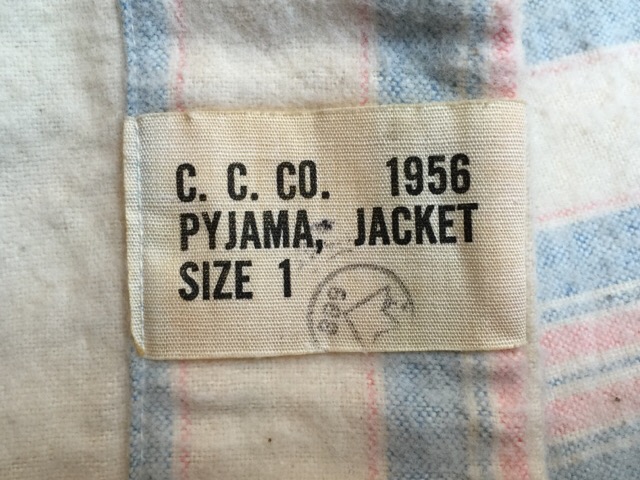 C. C. CO. 1956
PYJAMA, JACKET
SIZE 1